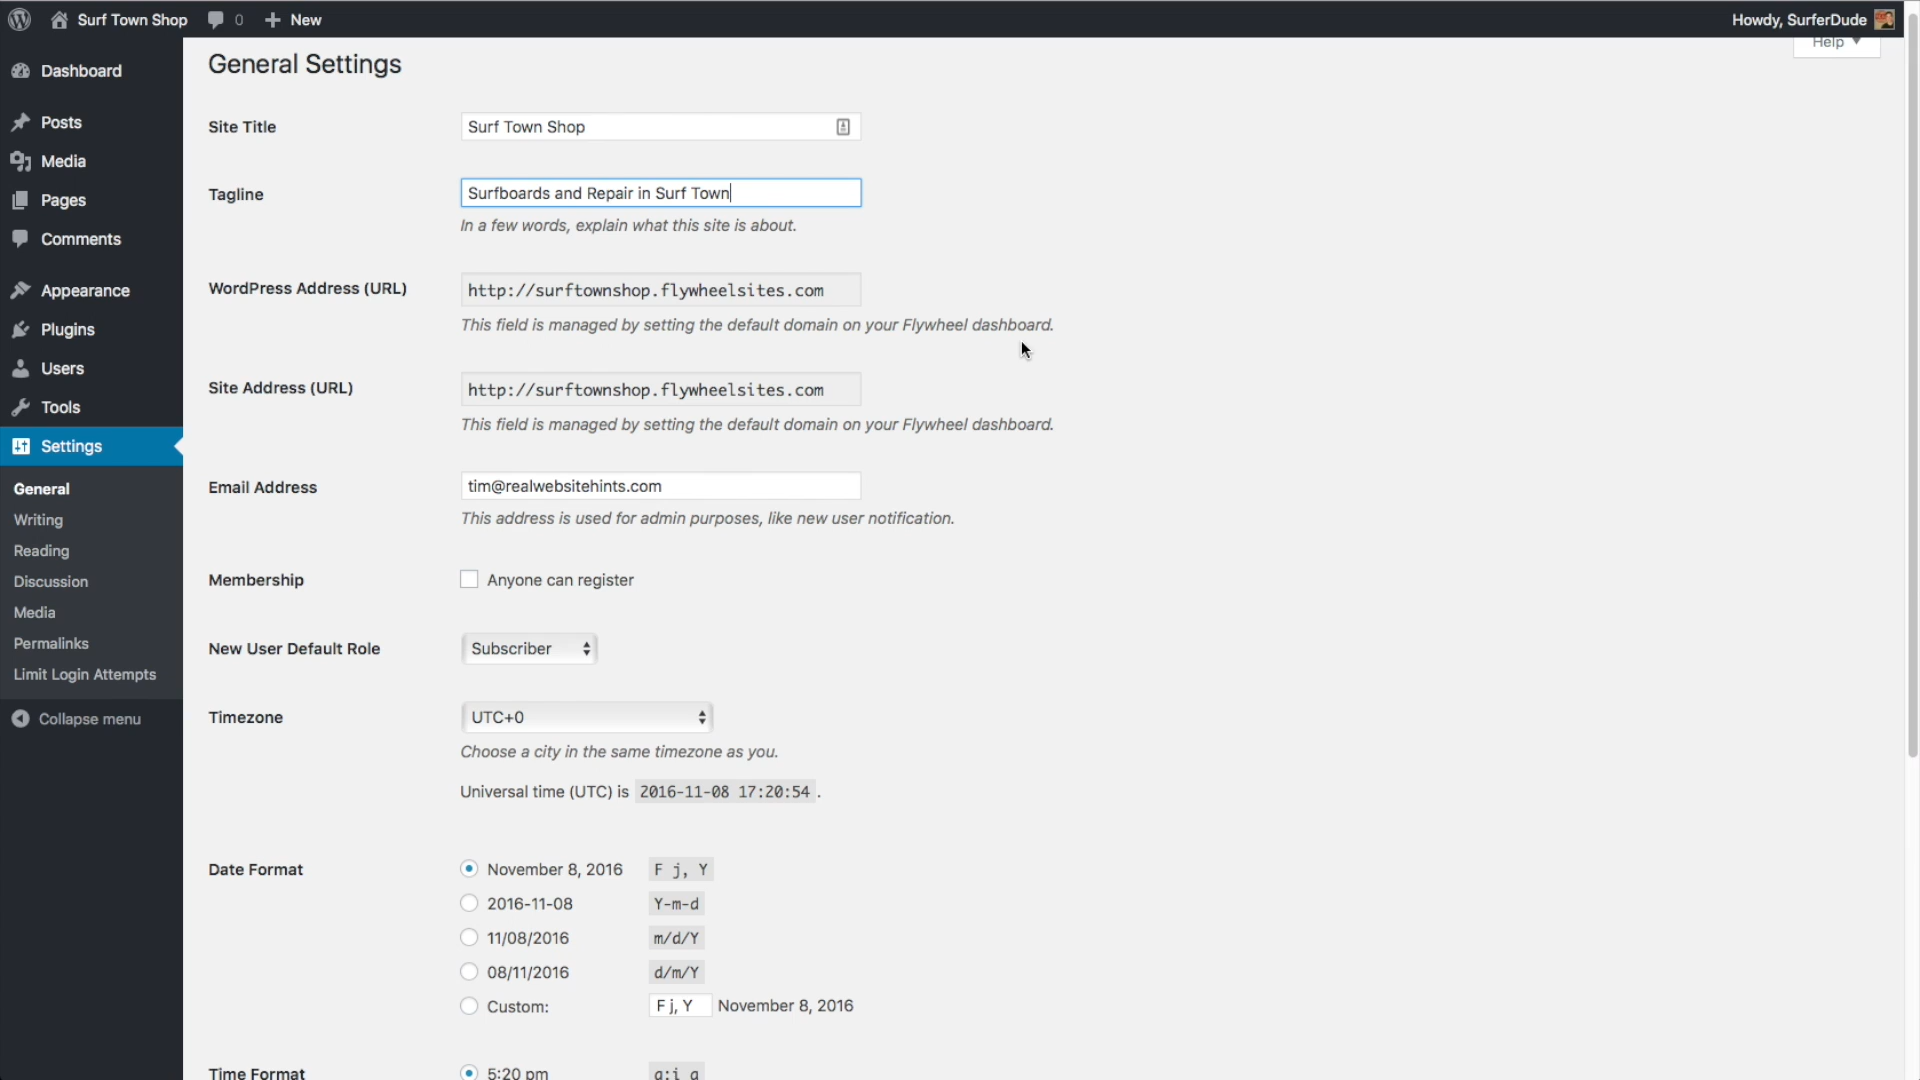 Surf Town Shop 0 New Howdy, SurferDude
Help
Dashboard
Posts
Media
Pages
Comments
Appearance
Plugins
Users
Tools
Settings
General
Writing
Reading
Discussion
Media
Permalinks
Limit Login Attempts
Collapse menu
General Settings
Site Title Surf Town Shop
Tagline Surfboards and Repair in Surf Town
In a few words, explain what this site is about.
WordPress Address (URL) http://surftownshop.flywheelsites.com
This field is managed by setting the default domain on your Flywheel dashboard.
Site Address (URL) http://surftownshop.flywheelsites.com
This field is managed by setting the default domain on your Flywheel dashboard.
Email Address tim@realwebsitehints.com
This address is used for admin purposes, like new user notification.
Membership Anyone can register
New User Default Role Subscriber
Timezone UTC+0
Choose a city in the same timezone as you.
Universal time (UTC) is 2016-11-08 17:20:54 .
Date Format November 8, 2016 F j, Y
2016-11-08 Y-m-d
11/08/2016 m/d/Y
08/11/2016 d/m/Y
Custom: F j, Y November 8, 2016
Time Format 5:20 pm g:i a